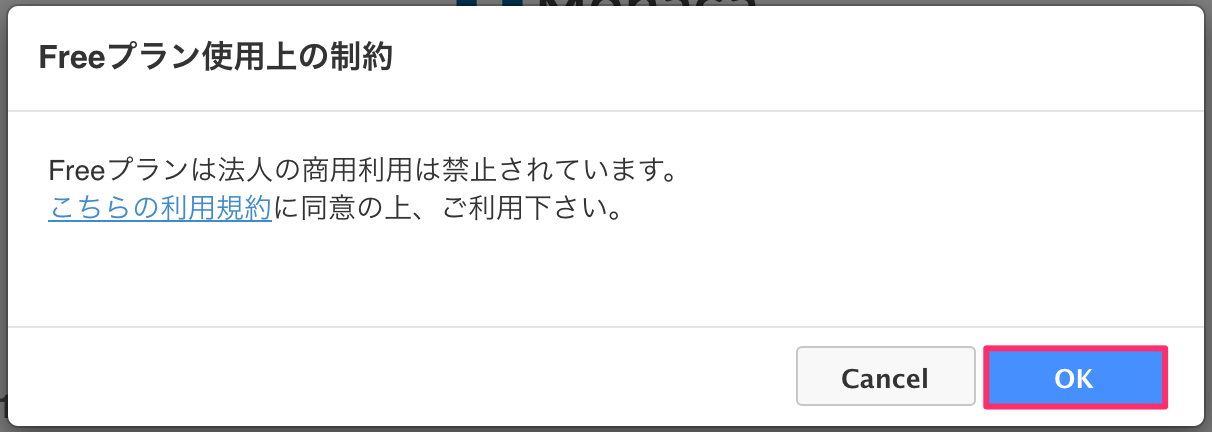 Freeプラン使用上の制約
Freeプランは法人の商用利用は禁止されています。
こちらの利用規約に同意の上、ご利用下さい。
Cancel
OK